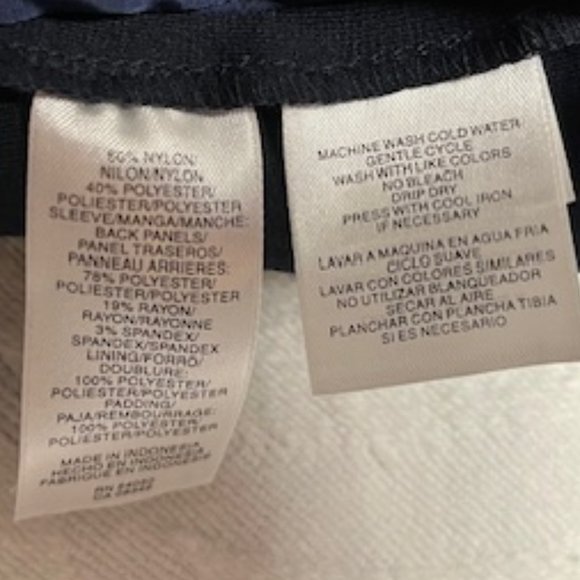 60% NYLON/
NILON/NYLON
40% POLYESTER/
POLIESTER/POLYESTER
SLEEVE/MANGA/MANCHE:
BACK PANELS/
PANEL TRASEROS/
PANNEAU ARRIERES:
78% POLYESTER/
POLIESTER/POLYESTER
19% RAYON/
RAYON/RAYONNE
3% SPANDEX/
SPANDEX/SPANDEX
LINING/FORRO/
DOUBLURE:
100% POLYESTER/
POLIESTER/POLYESTER
PADDING/
PAJA/REMBOURRAGE:
100% POLYESTER/
POLIESTER/POLYESTER
MADE IN INDONESIA
HECHO EN INDONESIA
FABRIQUE EN INDONESIE
RN
CA
MACHINE WASH COLD WATER
GENTLE CYCLE
WASH WITH LIKE COLORS
NO BLEACH
DRIP DRY
PRESS WITH COOL IRON
IF NECESSARY
LAVAR A MAQUINA EN AGUA FRIA
CICLO SUAVE
LAVAR CON COLORES SIMILARES
NO UTILIZAR BLANQUEADOR
SECAR AL AIRE
PLANCHAR CON PLANCHA TIBIA
SI ES NECESARIO